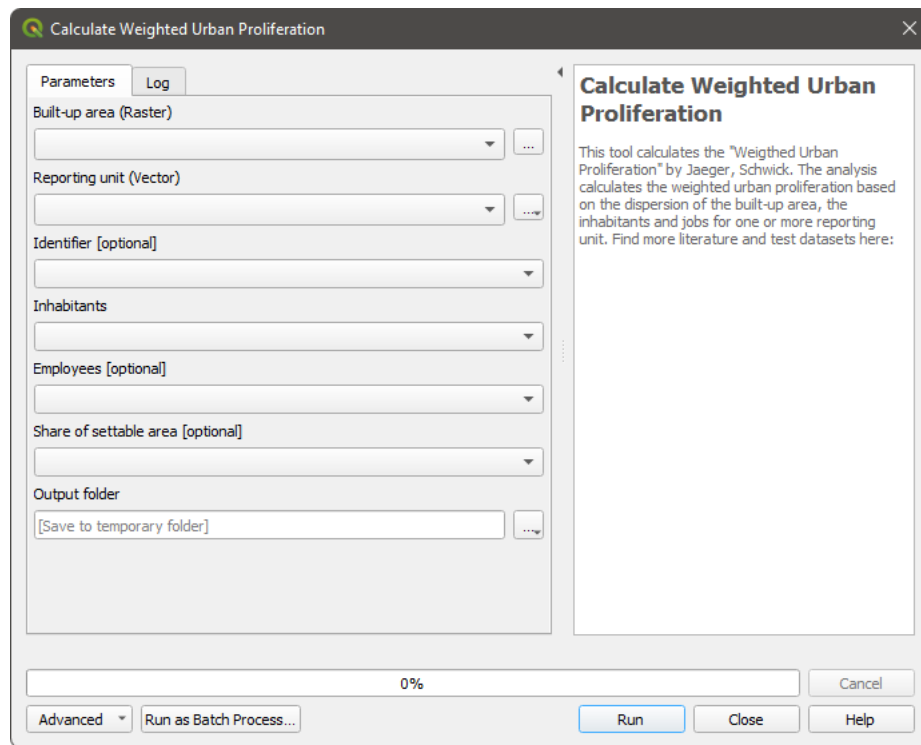 Calculate Weighted Urban Proliferation
Parameters
Log
Built-up area (Raster)
...
Reporting unit (Vector)
...
Identifier [optional]
Inhabitants
Employees [optional]
Share of settable area [optional]
Output folder
[Save to temporary folder]
...
Calculate Weighted Urban
Proliferation
This tool calculates the "Weigthed Urban
Proliferation" by Jaeger, Schwick. The analysis
calculates the weighted urban proliferation based
on the dispersion of the built-up area, the
inhabitants and jobs for one or more reporting
unit. Find more literature and test datasets here:
0%
Cancel
Advanced
Run as Batch Process...
Run
Close
Help